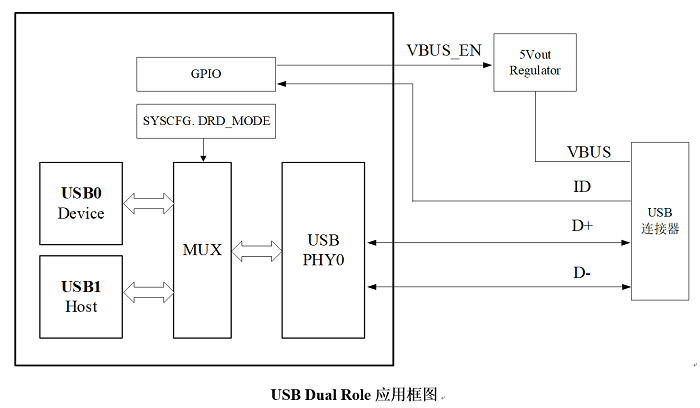 VBUS_EN
5Vout
Regulator
GPIO
SYSCFG. DRD_MODE
VBUS
ID
USB0
Device
MUX
USB
PHY0
D+
USB
连接器
USB1
Host
D-
USB Dual Role 应用框图